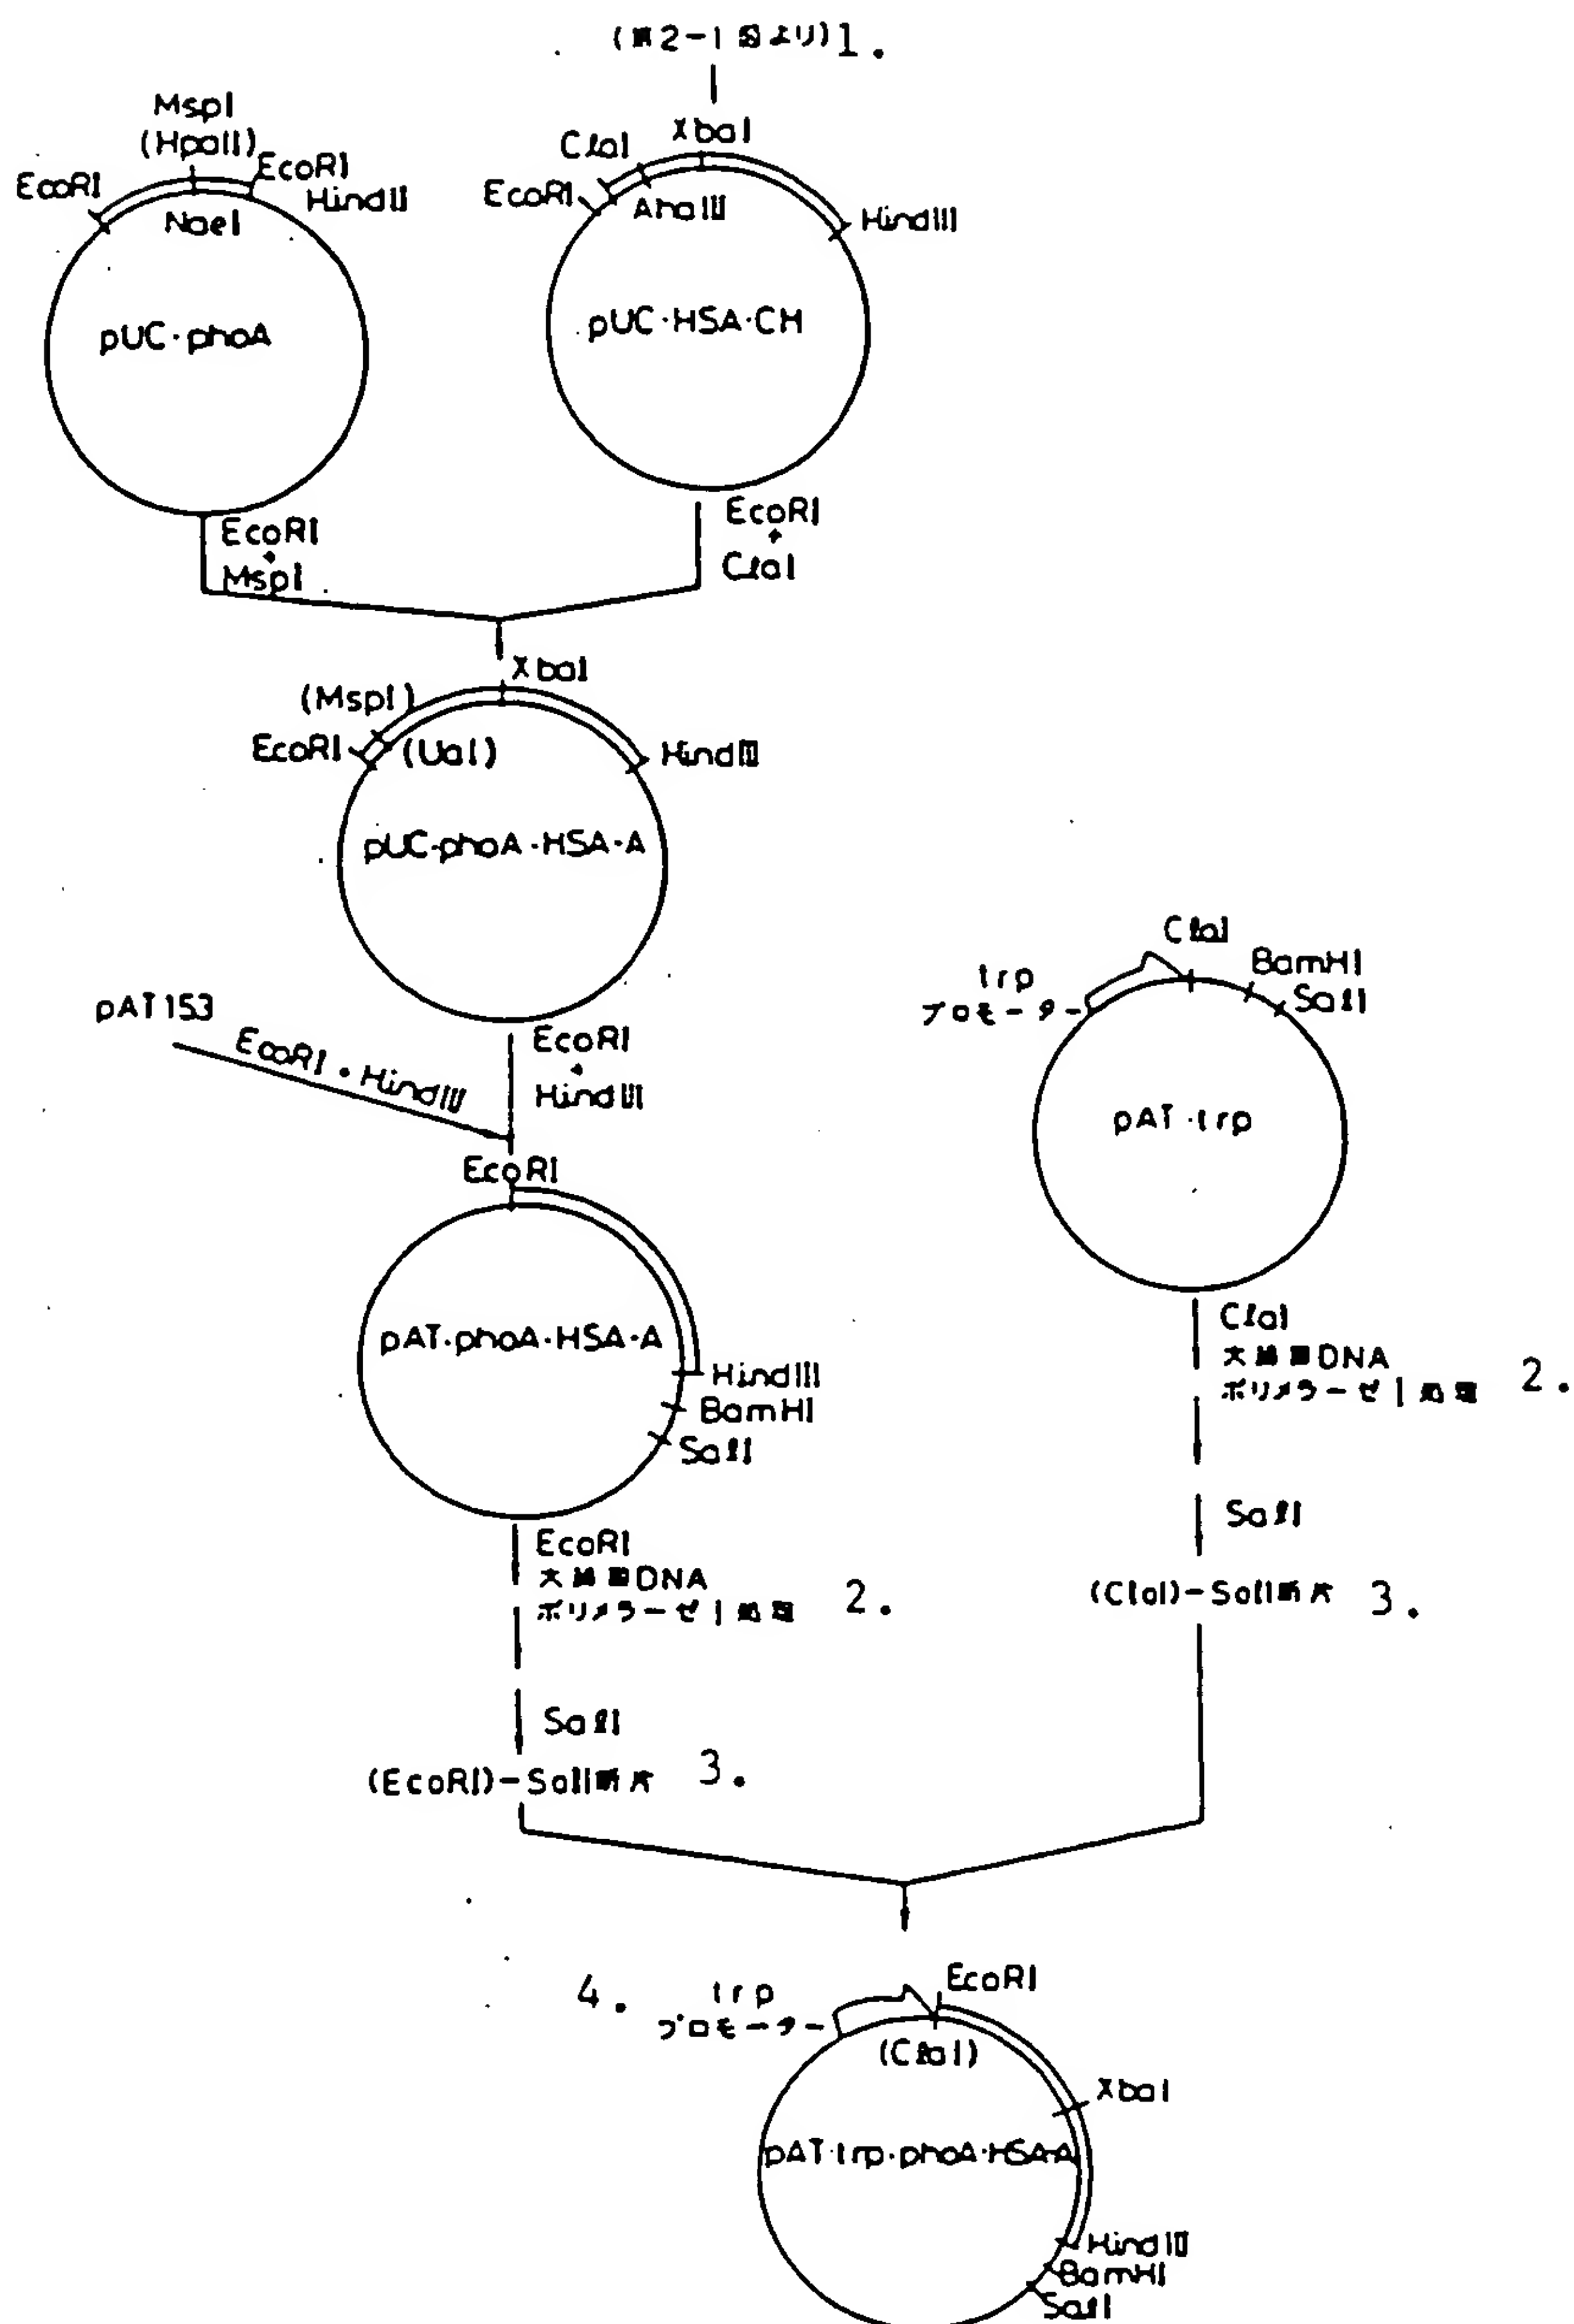 (第2-1図より) 1.
MspI
(HpaII)
EcoRI
EcoRI
HindII
NaeI
pUC・phoA
XbaI
ClaI
EcoRI
AhaIII
HindIII
pUC・HSA・CH
EcoRI
+
MspI
EcoRI
+
ClaI
XbaI
(MspI)
EcoRI
(UaI)
HindIII
pUC-phoA・HSA・A
pAT153
EcoRI・HindIII
EcoRI
+
HindIII
trp
プロモーター
ClaI
BamHI
SalI
pAT・trp
EcoRI
pAT・phoA・HSA・A
HindIII
BamHI
SalI
ClaI
大腸菌DNA
ポリメラーゼI処理 2.
SalI
(ClaI)-SalI断片 3.
EcoRI
大腸菌DNA
ポリメラーゼI処理 2.
SalI
(EcoRI)-SalI断片 3.
4. trp
プロモーター
EcoRI
(ClaI)
XbaI
pAT・trp・phoA・HSA-A
HindIII
BamHI
SalI